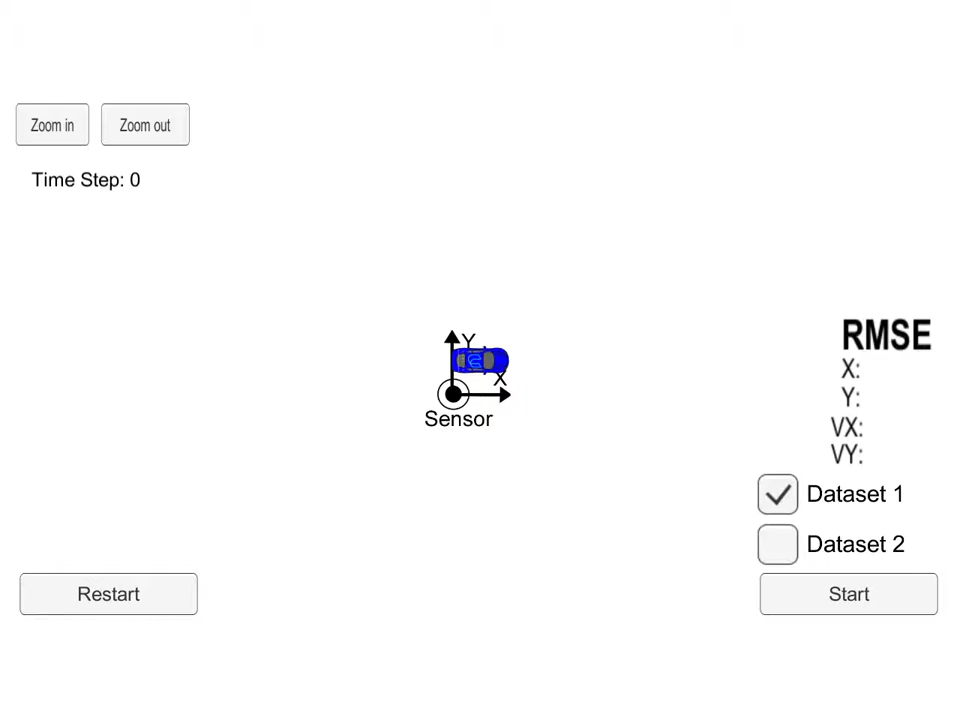 Zoom in
Zoom out
Time Step: 0
Y
X
Sensor
RMSE
X:
Y:
VX:
VY:
Dataset 1
Dataset 2
Restart
Start